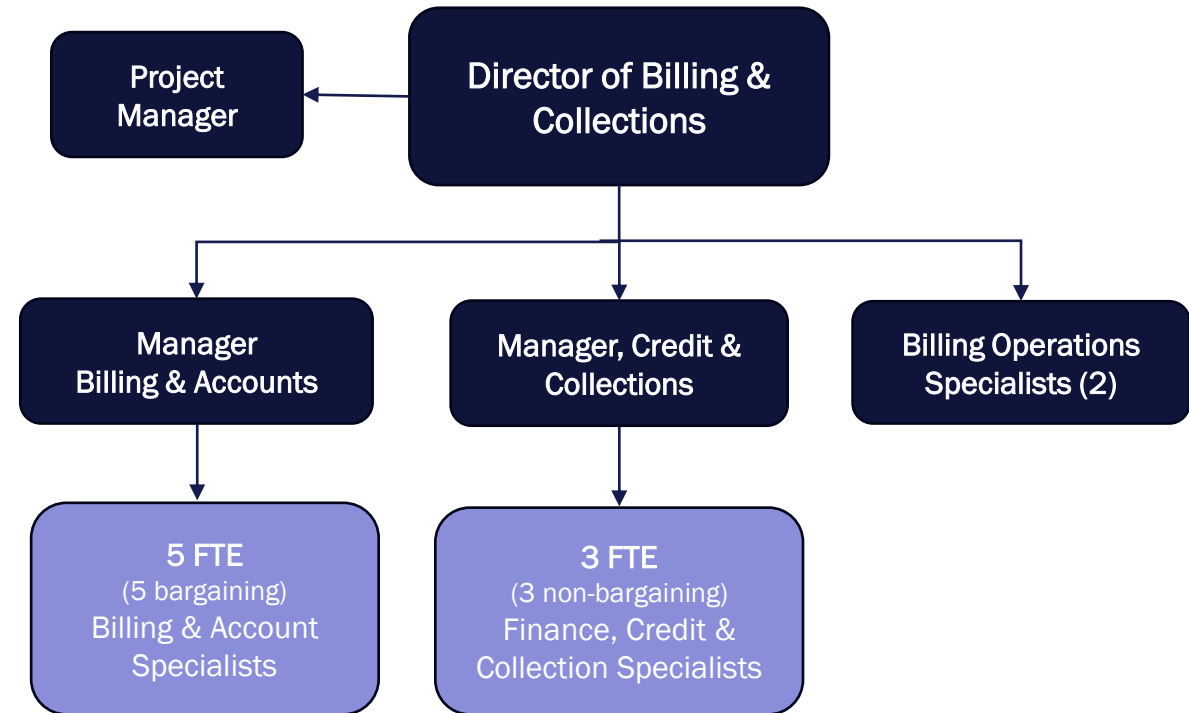 Project
Manager
Director of Billing &
Collections
Manager
Billing & Accounts
Manager, Credit &
Collections
Billing Operations
Specialists (2)
5 FTE
(5 bargaining)
Billing & Account
Specialists
3 FTE
(3 non-bargaining)
Finance, Credit &
Collection Specialists